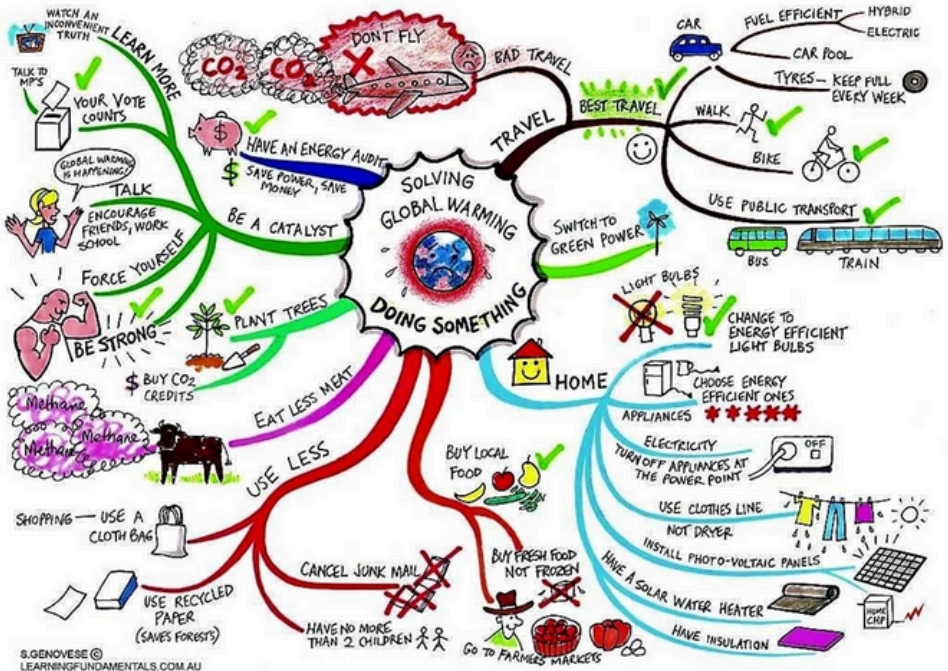 SOLVING
GLOBAL WARMING
DOING SOMETHING
TRAVEL
BAD TRAVEL
DONT FLY
CO2
CO2
BEST TRAVEL
CAR
FUEL EFFICIENT
HYBRID
ELECTRIC
CAR POOL
TYRES — KEEP FULL
EVERY WEEK
WALK
BIKE
USE PUBLIC TRANSPORT
BUS
TRAIN
SWITCH TO
GREEN POWER
HOME
LIGHT BULBS
CHANGE TO
ENERGY EFFICIENT
LIGHT BULBS
APPLIANCES
CHOOSE ENERGY
EFFICIENT ONES
ELECTRICITY
TURN OFF APPLIANCES AT
THE POWER POINT
OFF
USE CLOTHES LINE
NOT DRYER
INSTALL PHOTO-VOLTAIC PANELS
HAVE A SOLAR WATER HEATER
HAVE INSULATION
BUY LOCAL
FOOD
BUY FRESH FOOD
NOT FROZEN
GO TO FARMERS MARKETS
USE LESS
SHOPPING — USE A
CLOTH BAG
USE RECYCLED
PAPER
(SAVES FORESTS)
CANCEL JUNK MAIL
HAVE NO MORE
THAN 2 CHILDREN
EAT LESS MEAT
Methane
Methane
Methane
PLANT TREES
$ BUY CO2
CREDITS
BE A CATALYST
LEARN MORE
WATCH AN
INCONVENIENT
TRUTH
TALK TO
MP'S
YOUR VOTE
COUNTS
GLOBAL WARMING
IS HAPPENING!
TALK
ENCOURAGE
FRIENDS, WORK
SCHOOL
FORCE YOURSELF
BE STRONG
HAVE AN ENERGY AUDIT
$
$ SAVE POWER, SAVE
MONEY
S.GENOVESE ©
LEARNINGFUNDAMENTALS.COM.AU